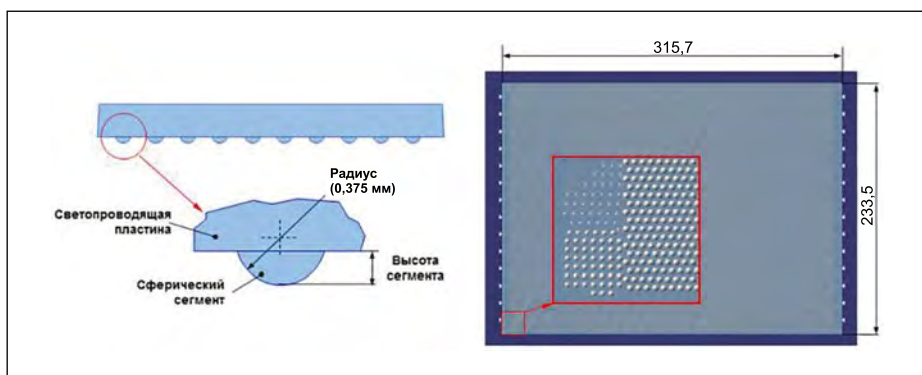 315,7
Радиус
(0,375 мм)
Светопроводящая
пластина
Высота
сегмента
Сферический
сегмент
233,5